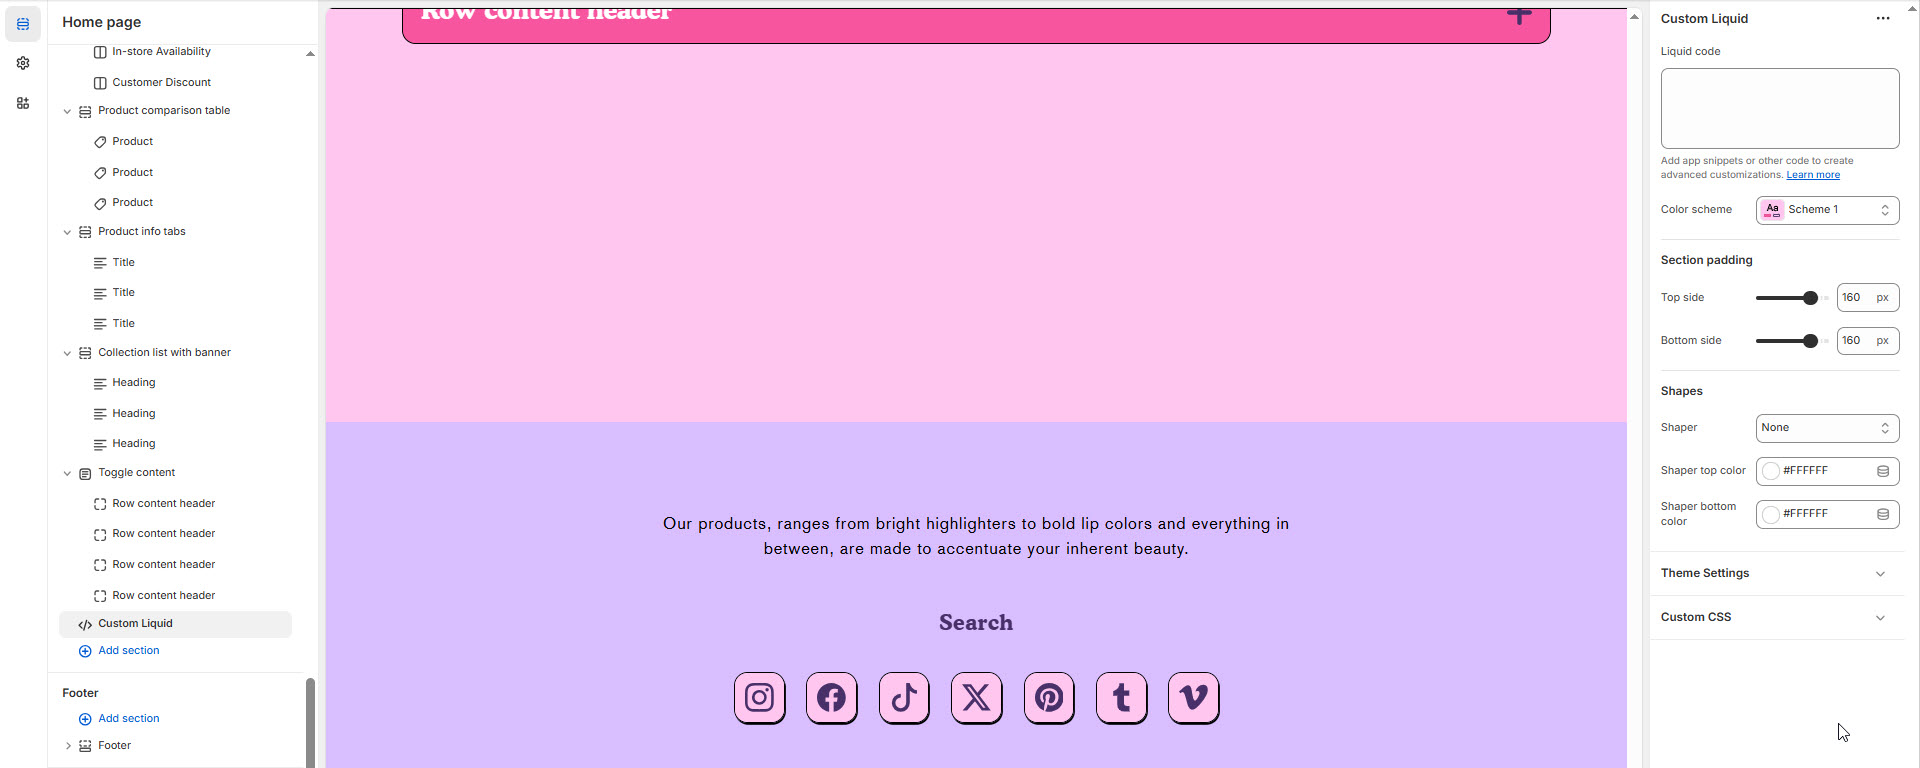 Home page
In-store Availability
Customer Discount
Product comparison table
Product
Product
Product
Product info tabs
Title
Title
Title
Collection list with banner
Heading
Heading
Heading
Toggle content
Row content header
Row content header
Row content header
Row content header
Custom Liquid
Add section
Footer
Add section
Footer
Row content header
Our products, ranges from bright highlighters to bold lip colors and everything in
between, are made to accentuate your inherent beauty.
Search
Custom Liquid
Liquid code
Add app snippets or other code to create
advanced customizations. Learn more
Color scheme
Aa
Scheme 1
Section padding
Top side
160 px
Bottom side
160 px
Shapes
Shaper
None
Shaper top color
#FFFFFF
Shaper bottom
color
#FFFFFF
Theme Settings
Custom CSS